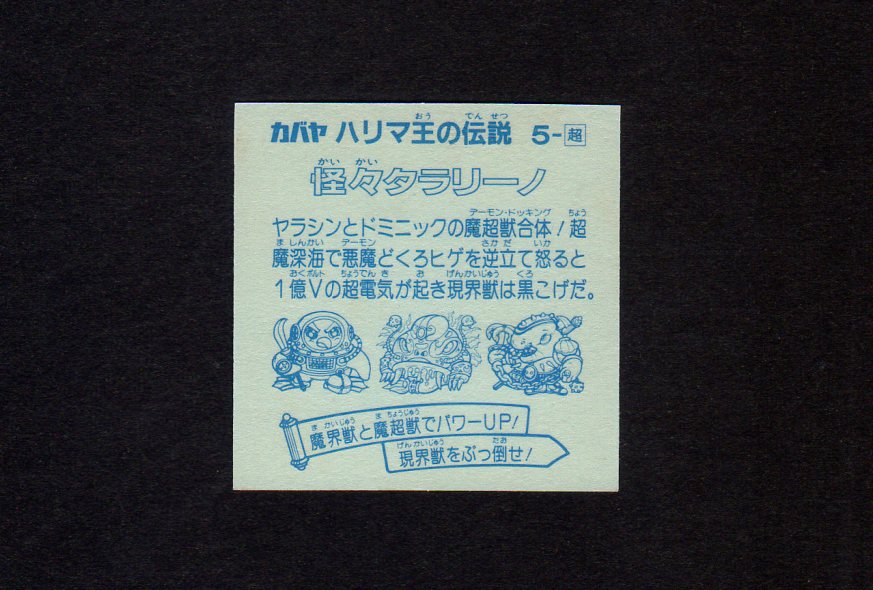 カバヤ ハリマ王の伝説 5-超
怪々タラリーノ
ヤラシンとドミニックの魔超獣合体!超
魔深海で悪魔どくろヒゲを逆立て怒ると
1億Vの超電気が起き現界獣は黒こげだ。
魔界獣と魔超獣でパワーUP!
現界獣をぶっ倒せ!